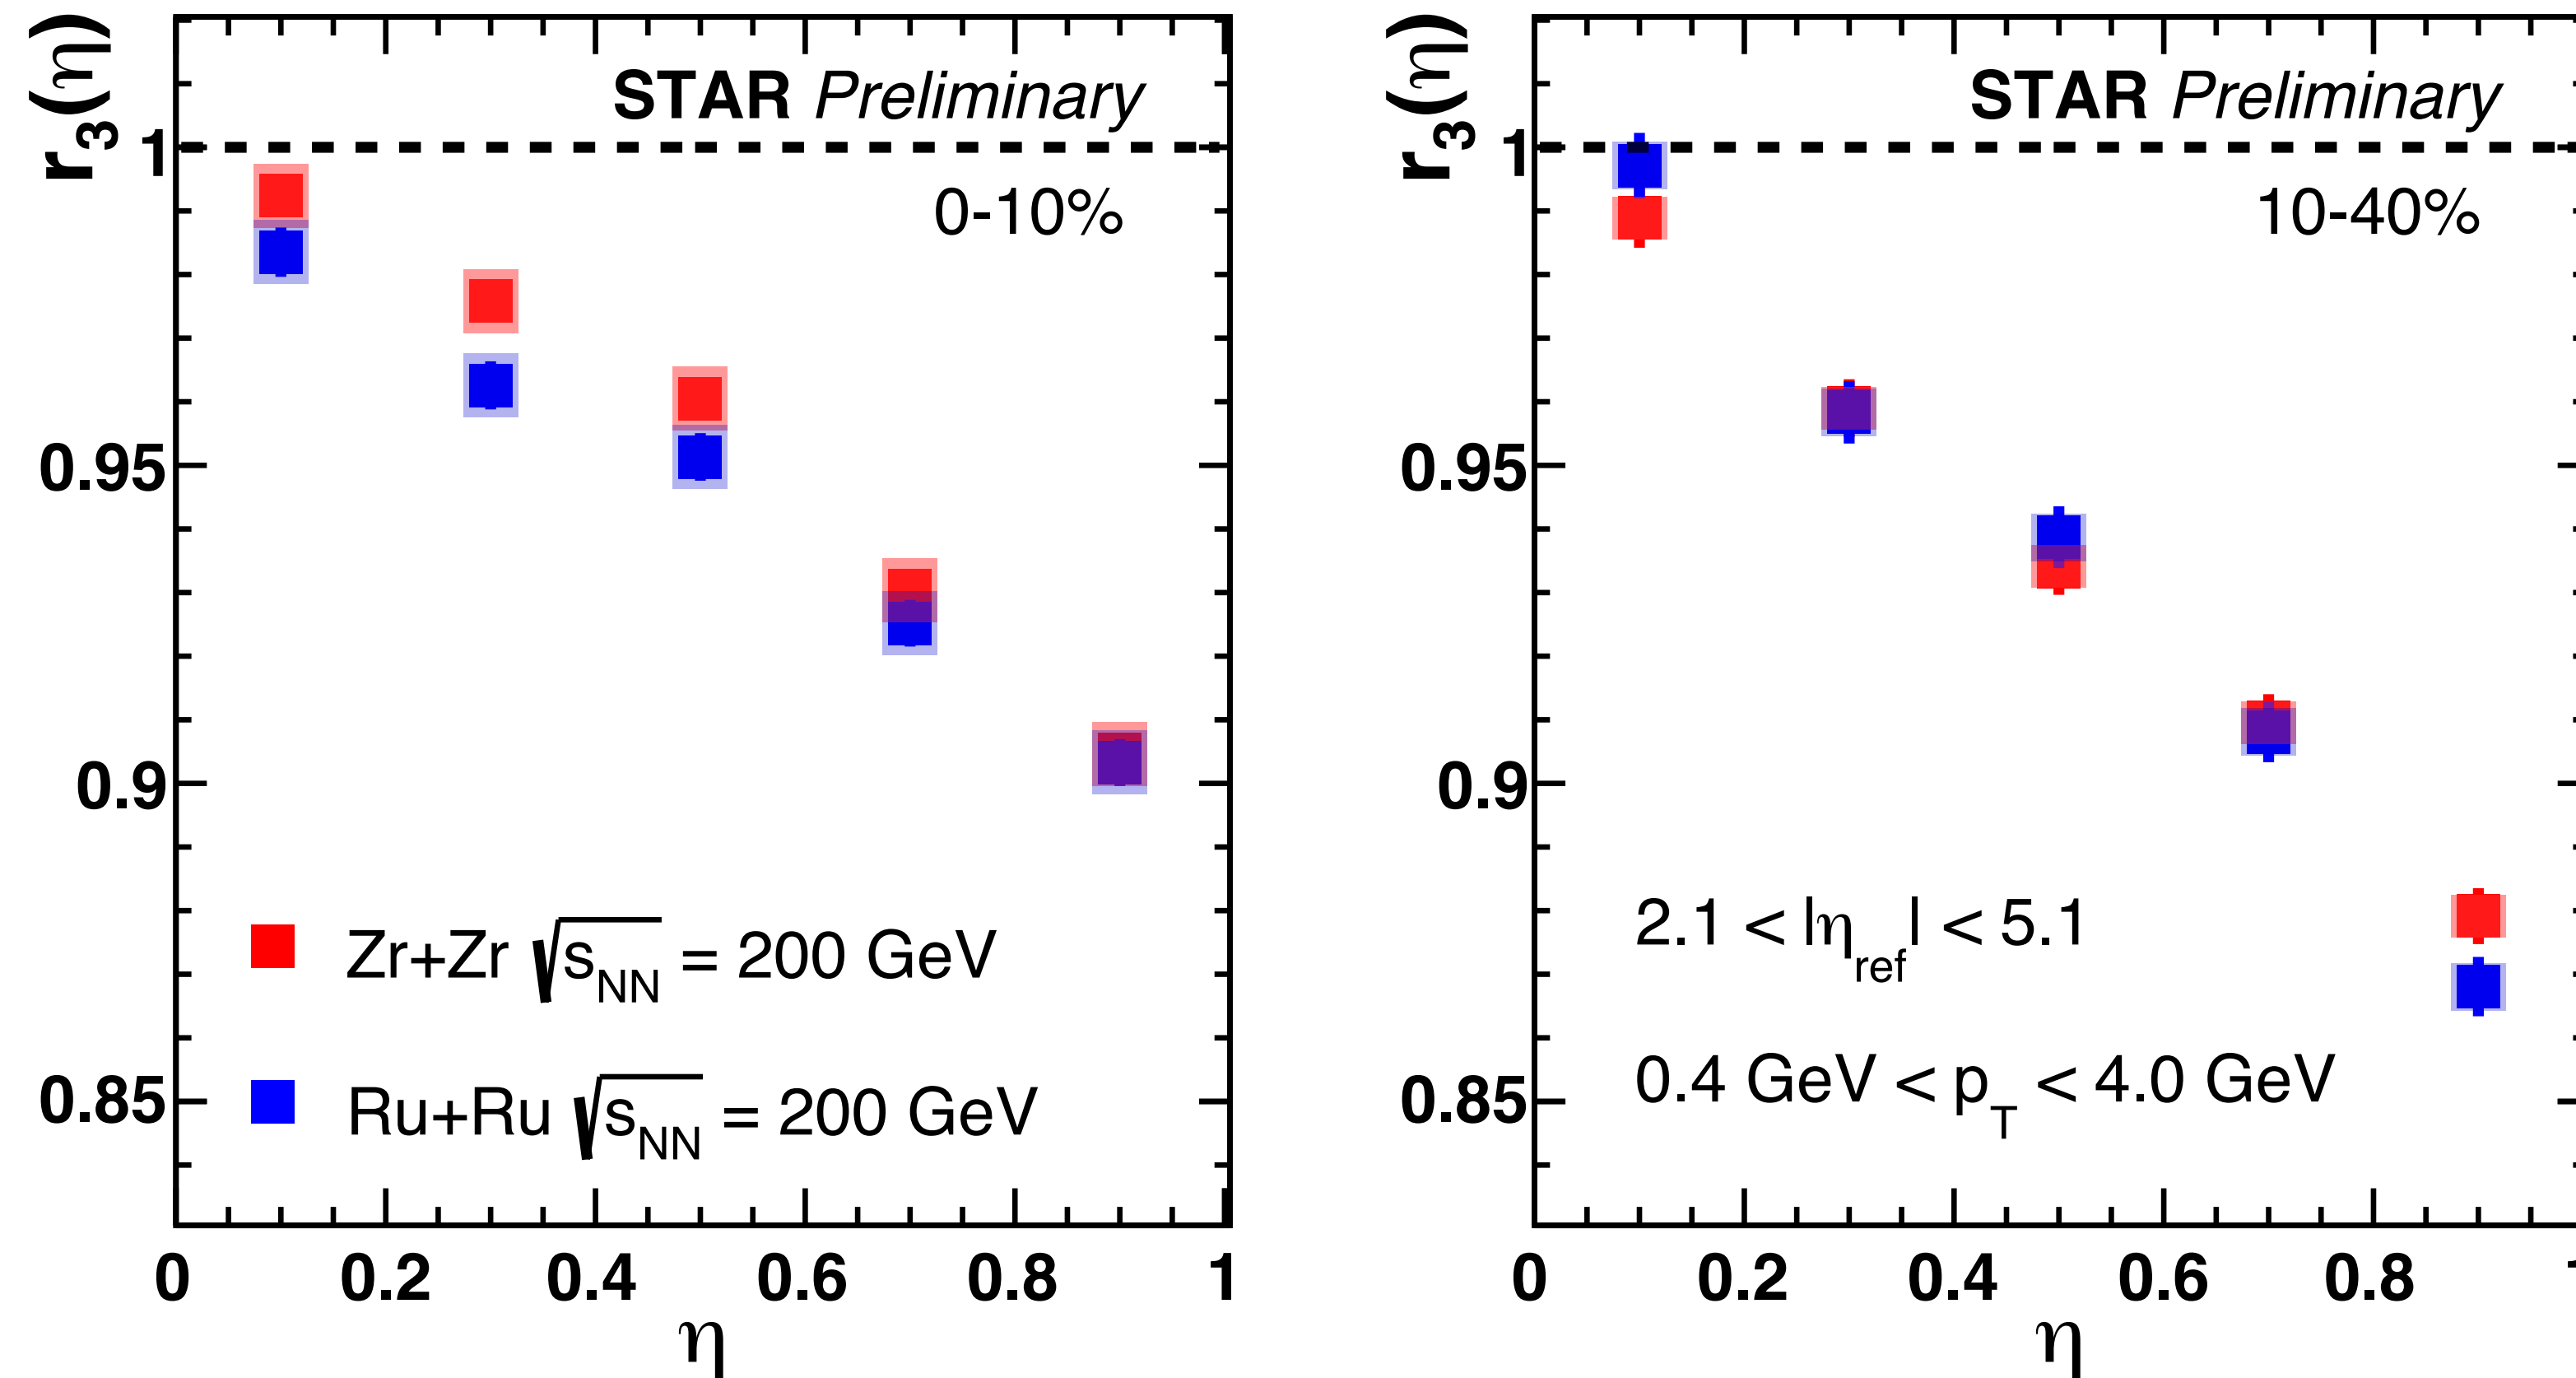 r3(η)
STAR Preliminary
0-10%
1
0.95
0.9
0.85
Zr+Zr √sNN = 200 GeV
Ru+Ru √sNN = 200 GeV
0 0.2 0.4 0.6 0.8 1
η
r3(η)
STAR Preliminary
10-40%
1
0.95
0.9
0.85
2.1 < |ηref| < 5.1
0.4 GeV < pT < 4.0 GeV
0 0.2 0.4 0.6 0.8 1
η